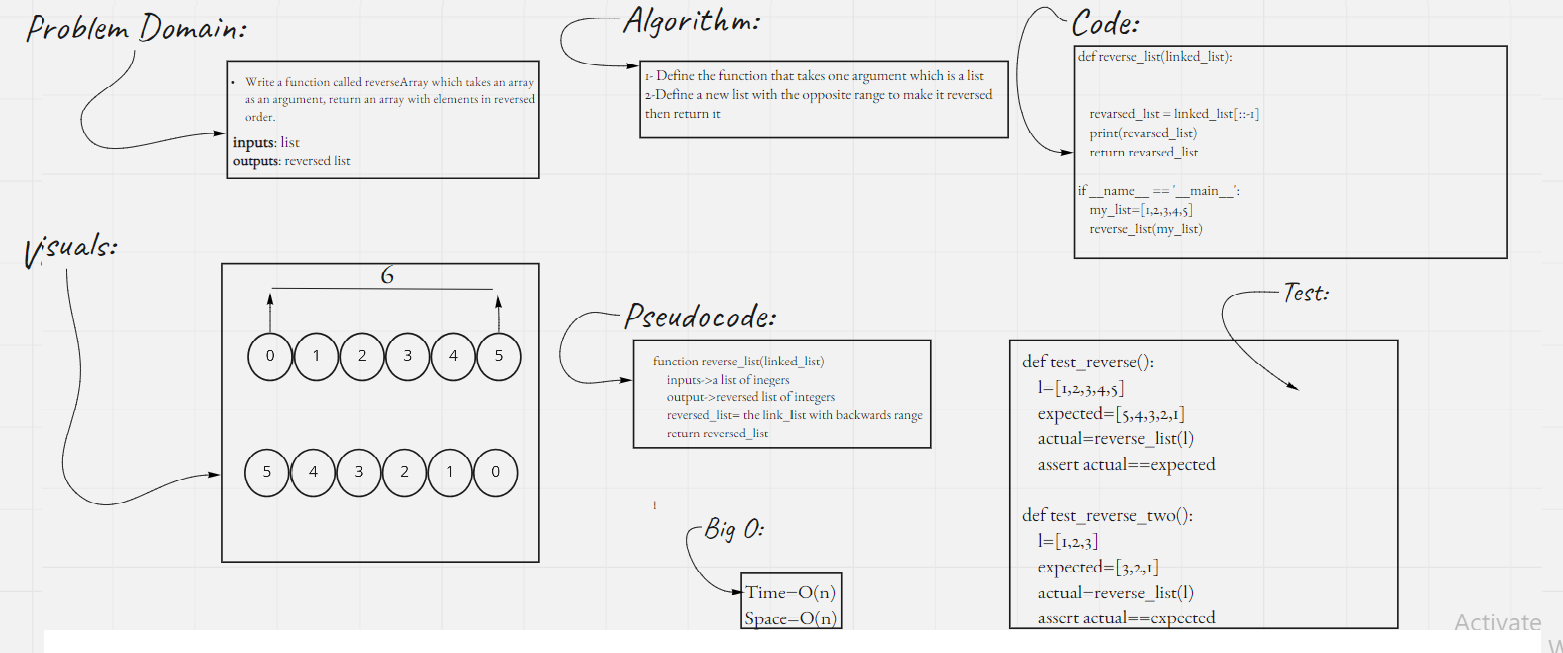 Problem Domain:
• Write a function called reverseArray which takes an array
as an argument, return an array with elements in reversed
order.
inputs: list
outputs: reversed list
Algorithm:
1- Define the function that takes one argument which is a list
2-Define a new list with the opposite range to make it reversed
then return it
Code:
def reverse_list(linked_list):
revarsed_list = linked_list[::-1]
print(revarsed_list)
return revarsed_list
if __name__ == '__main__':
my_list=[1,2,3,4,5]
reverse_list(my_list)
Visuals:
6
0 1 2 3 4 5
5 4 3 2 1 0
Pseudocode:
function reverse_list(linked_list)
inputs->a list of inegers
output->reversed list of integers
reversed_list= the link_list with backwards range
return reversed_list
!
Big O:
Time=O(n)
Space=O(n)
Test:
def test_reverse():
l=[1,2,3,4,5]
expected=[5,4,3,2,1]
actual=reverse_list(l)
assert actual==expected
def test_reverse_two():
l=[1,2,3]
expected=[3,2,1]
actual=reverse_list(l)
assert actual==expected
Activate
W